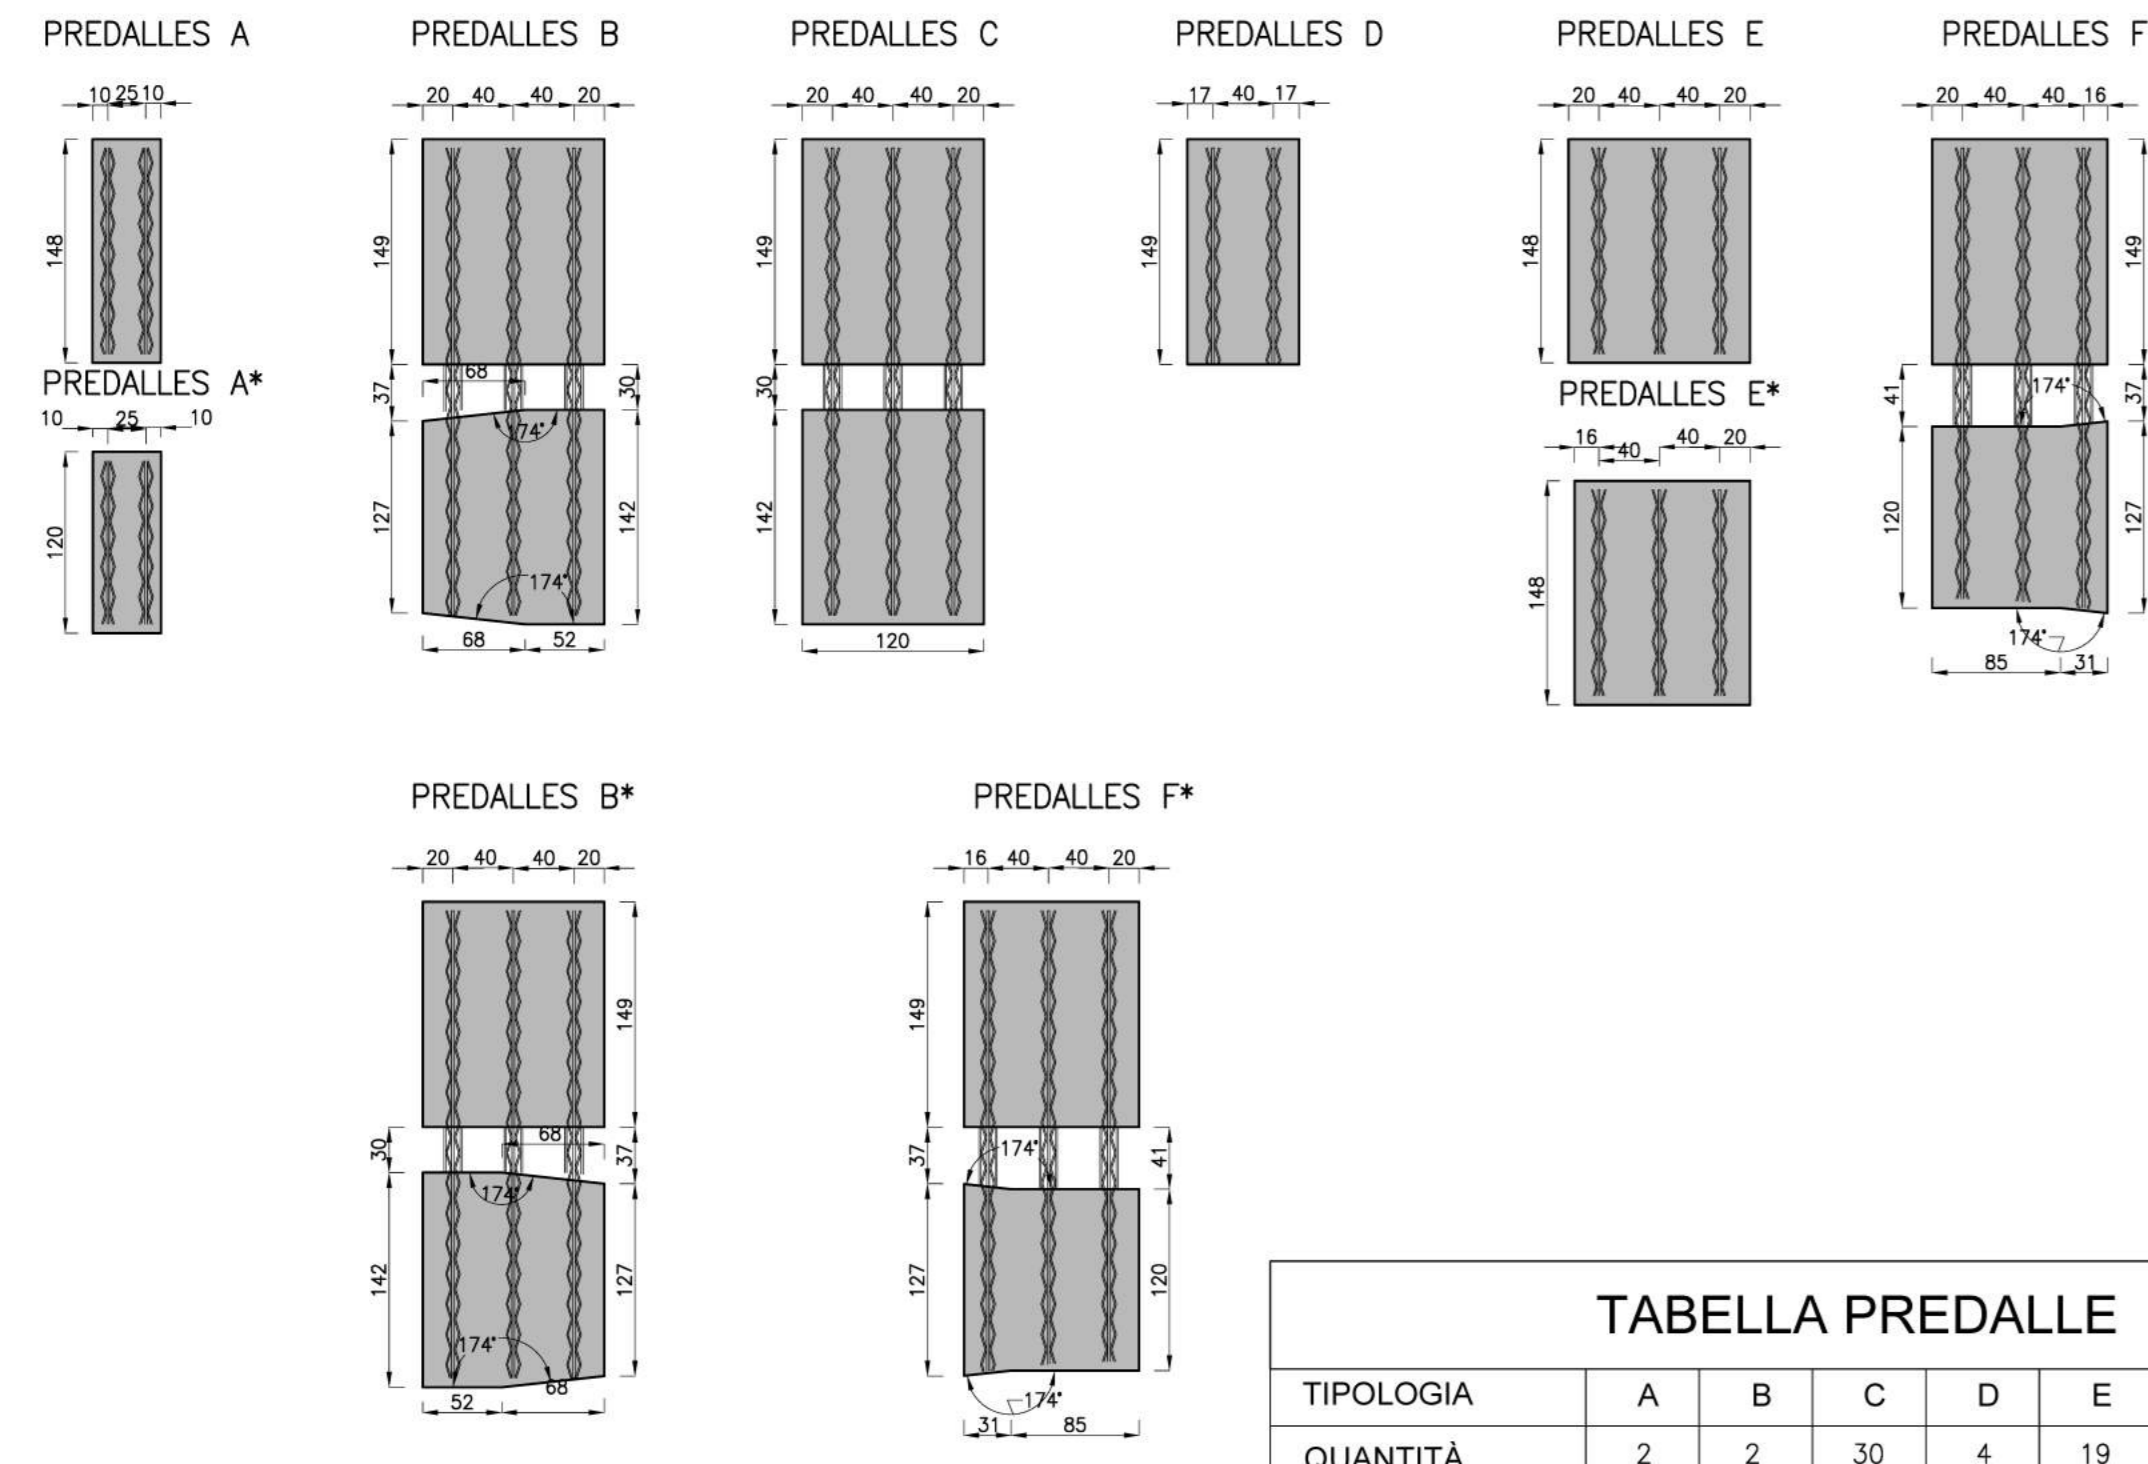 PREDALLES A
PREDALLES B
PREDALLES C
PREDALLES D
PREDALLES E
PREDALLES F
10 25 10
20 40 40 20
20 40 40 20
17 40 17
20 40 40 20
20 40 40 16
148
149
149
149
148
149
PREDALLES A*
10 25 10
120
37
68
30
174°
127
142
174°
68 52
30
142
120
PREDALLES E*
16 40 40 20
148
41
174°
37
120
127
174°
85 31
PREDALLES B*
PREDALLES F*
20 40 40 20
16 40 40 20
149
149
30
68
37
174°
142
127
174°
68
52
37
174°
41
127
120
174°
31 85
TABELLA PREDALLE
TIPOLOGIA A B C D E
QUANTITÀ 2 2 30 4 19